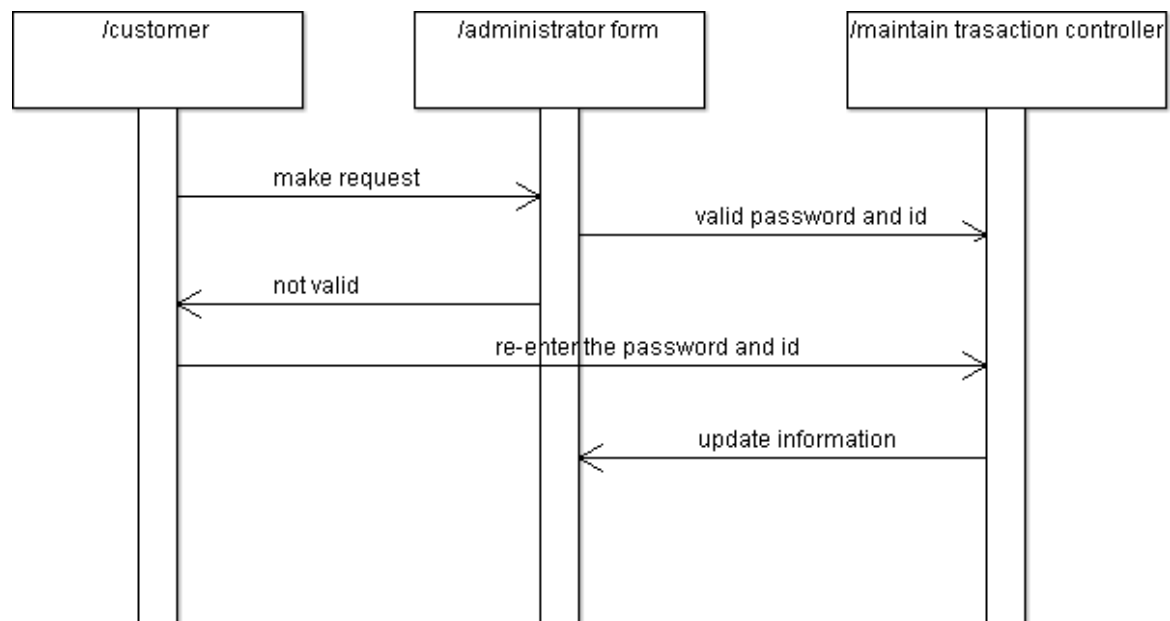 /customer
/administrator form
/maintain trasaction controller
make request
valid password and id
not valid
re-enter the password and id
update information